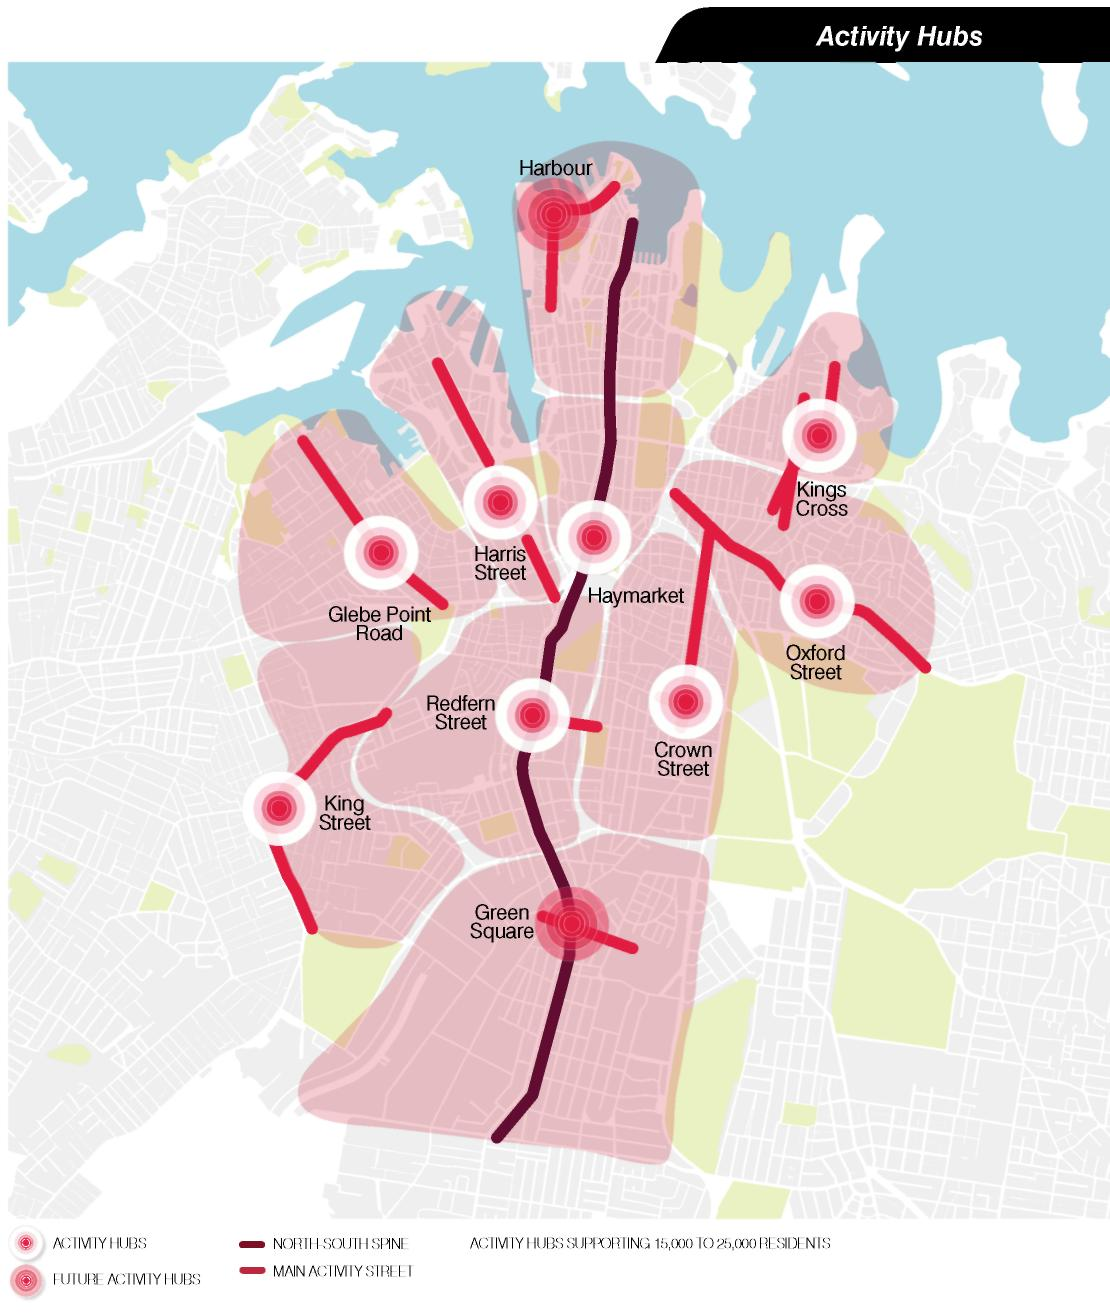 Activity Hubs
Harbour
Kings
Cross
Harris
Street
Haymarket
Glebe Point
Road
Oxford
Street
Redfern
Street
Crown
Street
King
Street
Green
Square
ACTIVITY HUBS
NORTH-SOUTH SPINE
ACTIVITY HUBS SUPPORTING 15,000 TO 25,000 RESIDENTS
FUTURE ACTIVITY HUBS
MAIN ACTIVITY STREET